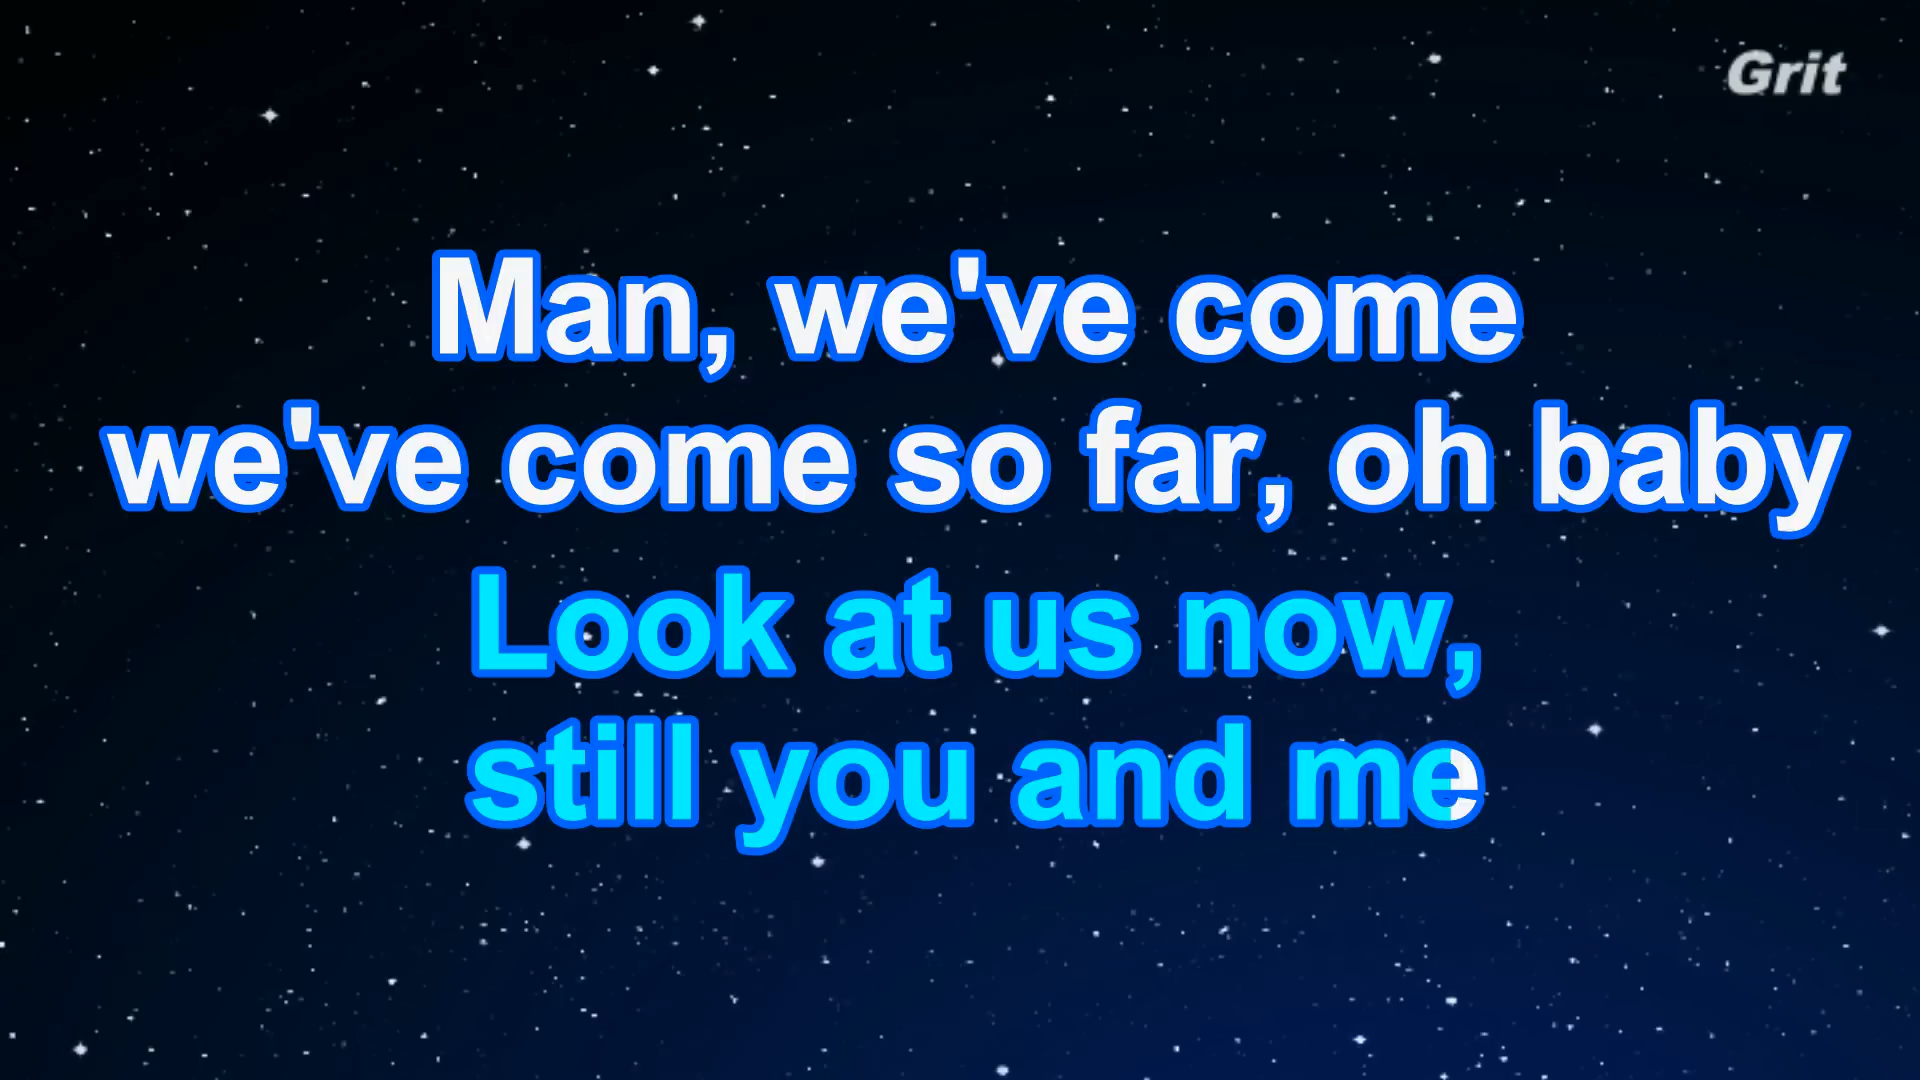 Grit
Man, we've come
we've come so far, oh baby
Look at us now,
still you and me